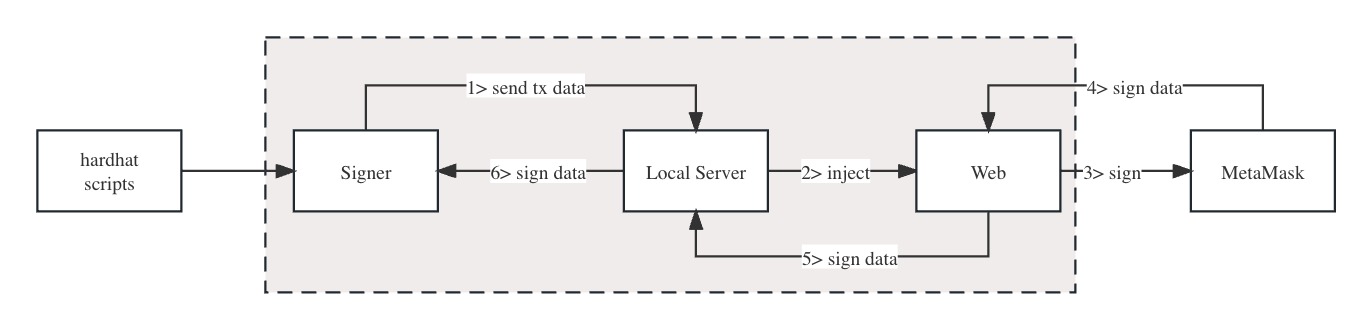 1> send tx data
4> sign data
hardhat
scripts
Signer
6> sign data
Local Server
2> inject
Web
3> sign
MetaMask
5> sign data